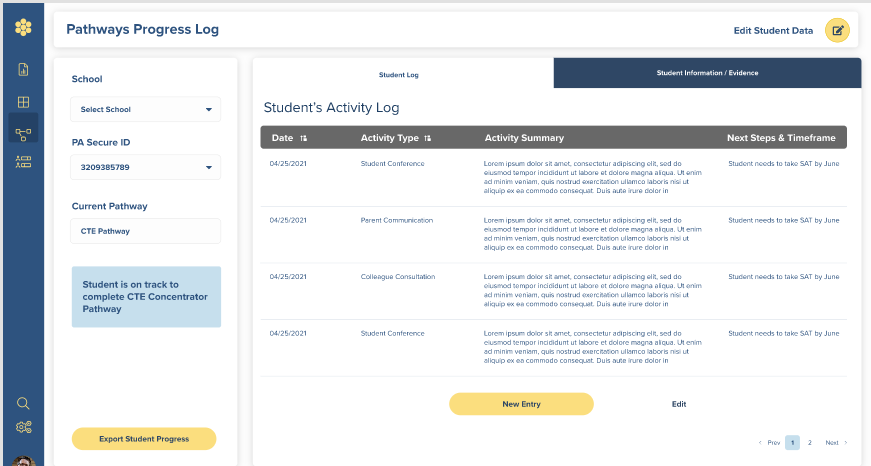 Pathways Progress Log
Edit Student Data
School
Select School
PA Secure ID
3209385789
Current Pathway
CTE Pathway
Student is on track to
complete CTE Concentrator
Pathway
Export Student Progress
Student Log
Student Information / Evidence
Student's Activity Log
Date Activity Type Activity Summary Next Steps & Timeframe
04/25/2021 Student Conference Lorem ipsum dolor sit amet, consectetur adipiscing elit, sed do Student needs to take SAT by June
eiusmod tempor incididunt ut labore et dolore magna aliqua. Ut enim
ad minim veniam, quis nostrud exercitation ullamco laboris nisi ut
aliquip ex ea commodo consequat. Duis aute irure dolor in
04/25/2021 Parent Communication Lorem ipsum dolor sit amet, consectetur adipiscing elit, sed do Student needs to take SAT by June
eiusmod tempor incididunt ut labore et dolore magna aliqua. Ut enim
ad minim veniam, quis nostrud exercitation ullamco laboris nisi ut
aliquip ex ea commodo consequat. Duis aute irure dolor in
04/25/2021 Colleague Consultation Lorem ipsum dolor sit amet, consectetur adipiscing elit, sed do Student needs to take SAT by June
eiusmod tempor incididunt ut labore et dolore magna aliqua. Ut enim
ad minim veniam, quis nostrud exercitation ullamco laboris nisi ut
aliquip ex ea commodo consequat. Duis aute irure dolor in
04/25/2021 Student Conference Lorem ipsum dolor sit amet, consectetur adipiscing elit, sed do Student needs to take SAT by June
eiusmod tempor incididunt ut labore et dolore magna aliqua. Ut enim
ad minim veniam, quis nostrud exercitation ullamco laboris nisi ut
aliquip ex ea commodo consequat. Duis aute irure dolor in
New Entry
Edit
< Prev 1 2 Next >